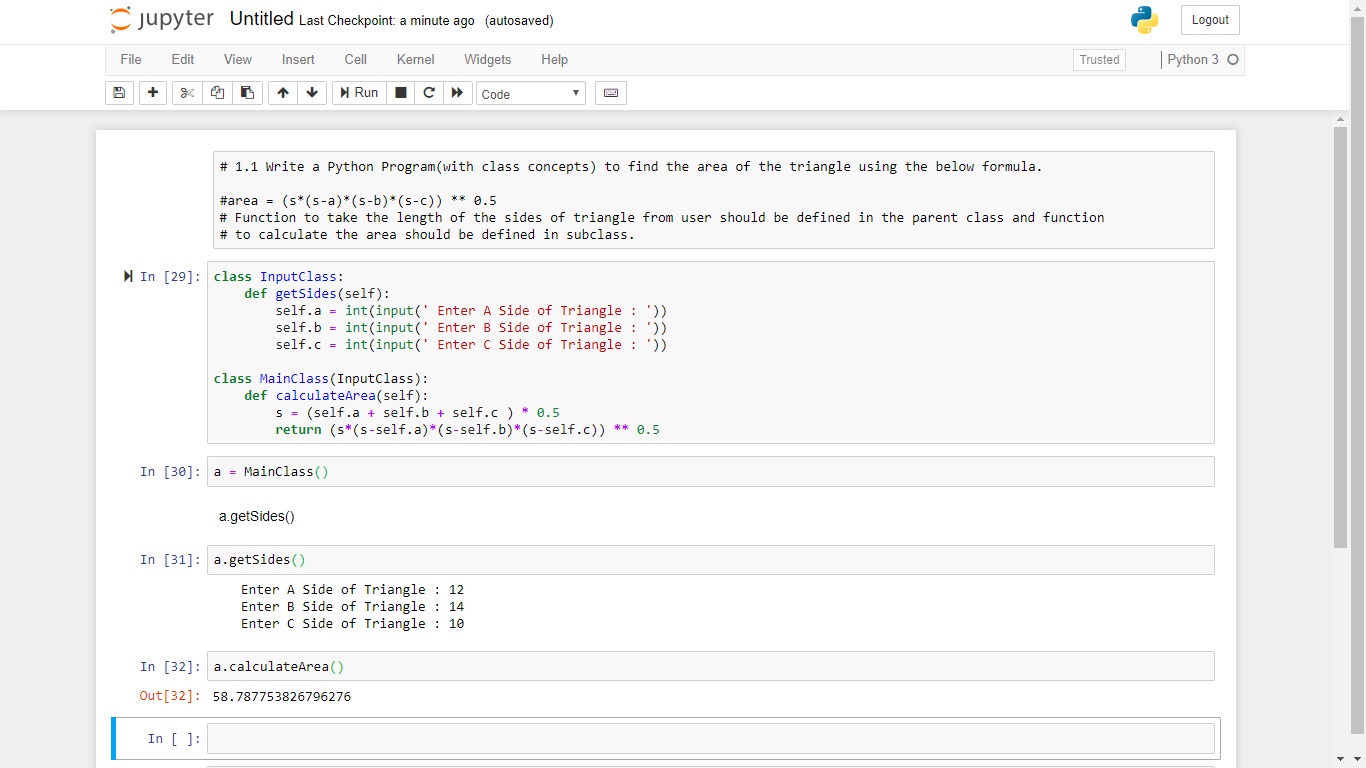 jupyter Untitled Last Checkpoint: a minute ago (autosaved) Logout
File Edit View Insert Cell Kernel Widgets Help Trusted Python 3
Run Code
# 1.1 Write a Python Program(with class concepts) to find the area of the triangle using the below formula.
#area = (s*(s-a)*(s-b)*(s-c)) ** 0.5
# Function to take the length of the sides of triangle from user should be defined in the parent class and function
# to calculate the area should be defined in subclass.
In [29]: class InputClass:
    def getSides(self):
        self.a = int(input(' Enter A Side of Triangle : '))
        self.b = int(input(' Enter B Side of Triangle : '))
        self.c = int(input(' Enter C Side of Triangle : '))
class MainClass(InputClass):
    def calculateArea(self):
        s = (self.a + self.b + self.c ) * 0.5
        return (s*(s-self.a)*(s-self.b)*(s-self.c)) ** 0.5
In [30]: a = MainClass()
a.getSides()
In [31]: a.getSides()
Enter A Side of Triangle : 12
Enter B Side of Triangle : 14
Enter C Side of Triangle : 10
In [32]: a.calculateArea()
Out[32]: 58.787753826796276
In [ ]: